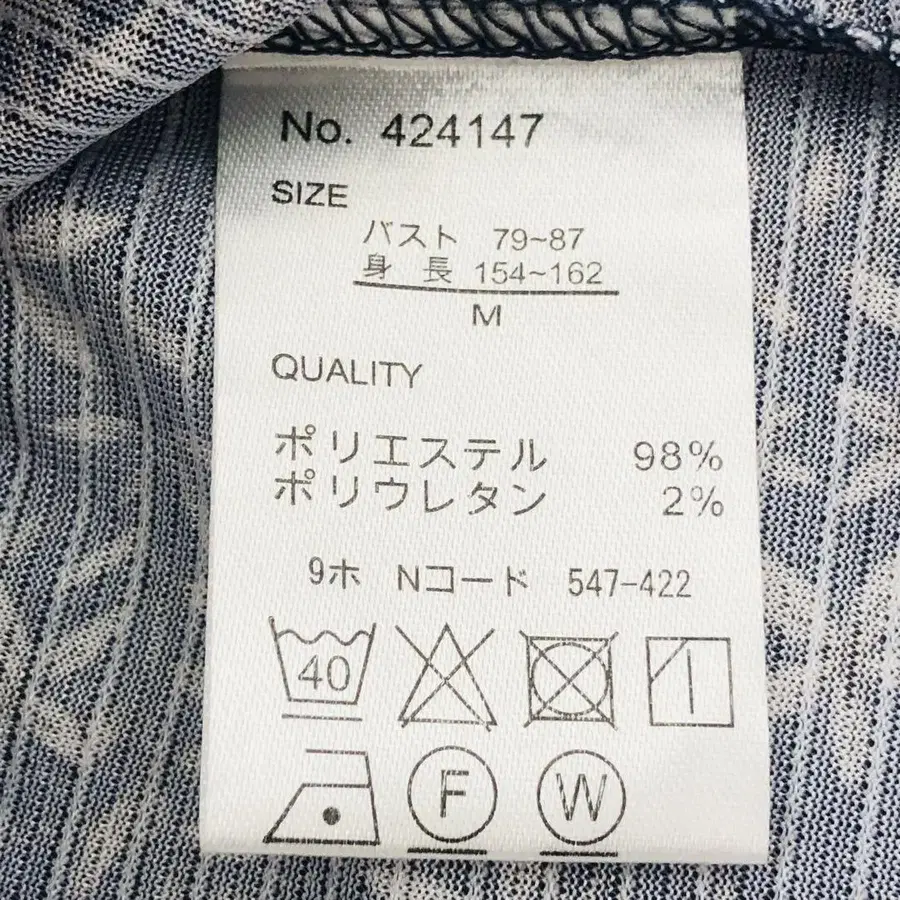 No. 424147
SIZE
バスト 79~87
身長 154~162
M
QUALITY
ポリエステル 98%
ポリウレタン 2%
9ホ Nコード 547-422
40
F W